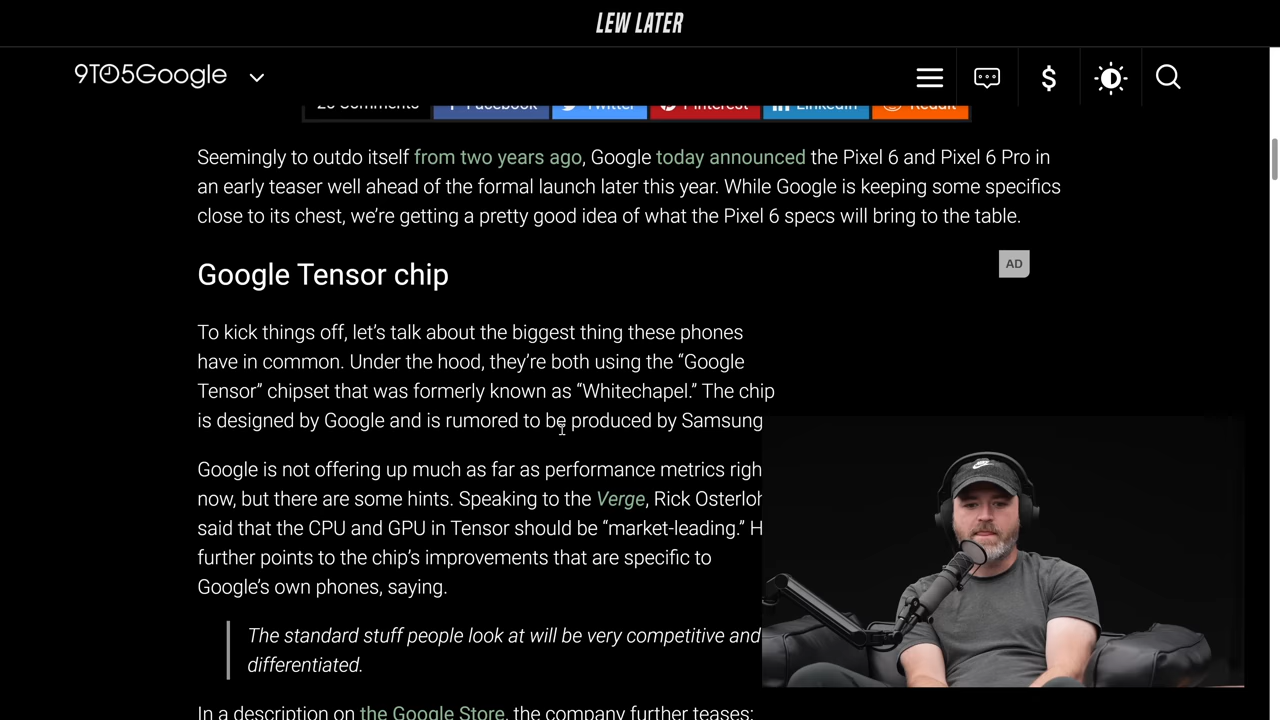 LEW LATER
9TO5Google
Seemingly to outdo itself from two years ago, Google today announced the Pixel 6 and Pixel 6 Pro in
an early teaser well ahead of the formal launch later this year. While Google is keeping some specifics
close to its chest, we’re getting a pretty good idea of what the Pixel 6 specs will bring to the table.
Google Tensor chip
AD
To kick things off, let’s talk about the biggest thing these phones
have in common. Under the hood, they’re both using the “Google
Tensor” chipset that was formerly known as “Whitechapel.” The chip
is designed by Google and is rumored to be produced by Samsung
Google is not offering up much as far as performance metrics righ
now, but there are some hints. Speaking to the Verge, Rick Osterloh
said that the CPU and GPU in Tensor should be “market-leading.” H
further points to the chip’s improvements that are specific to
Google’s own phones, saying.
The standard stuff people look at will be very competitive and
differentiated.
In a description on the Google Store, the company further teases: